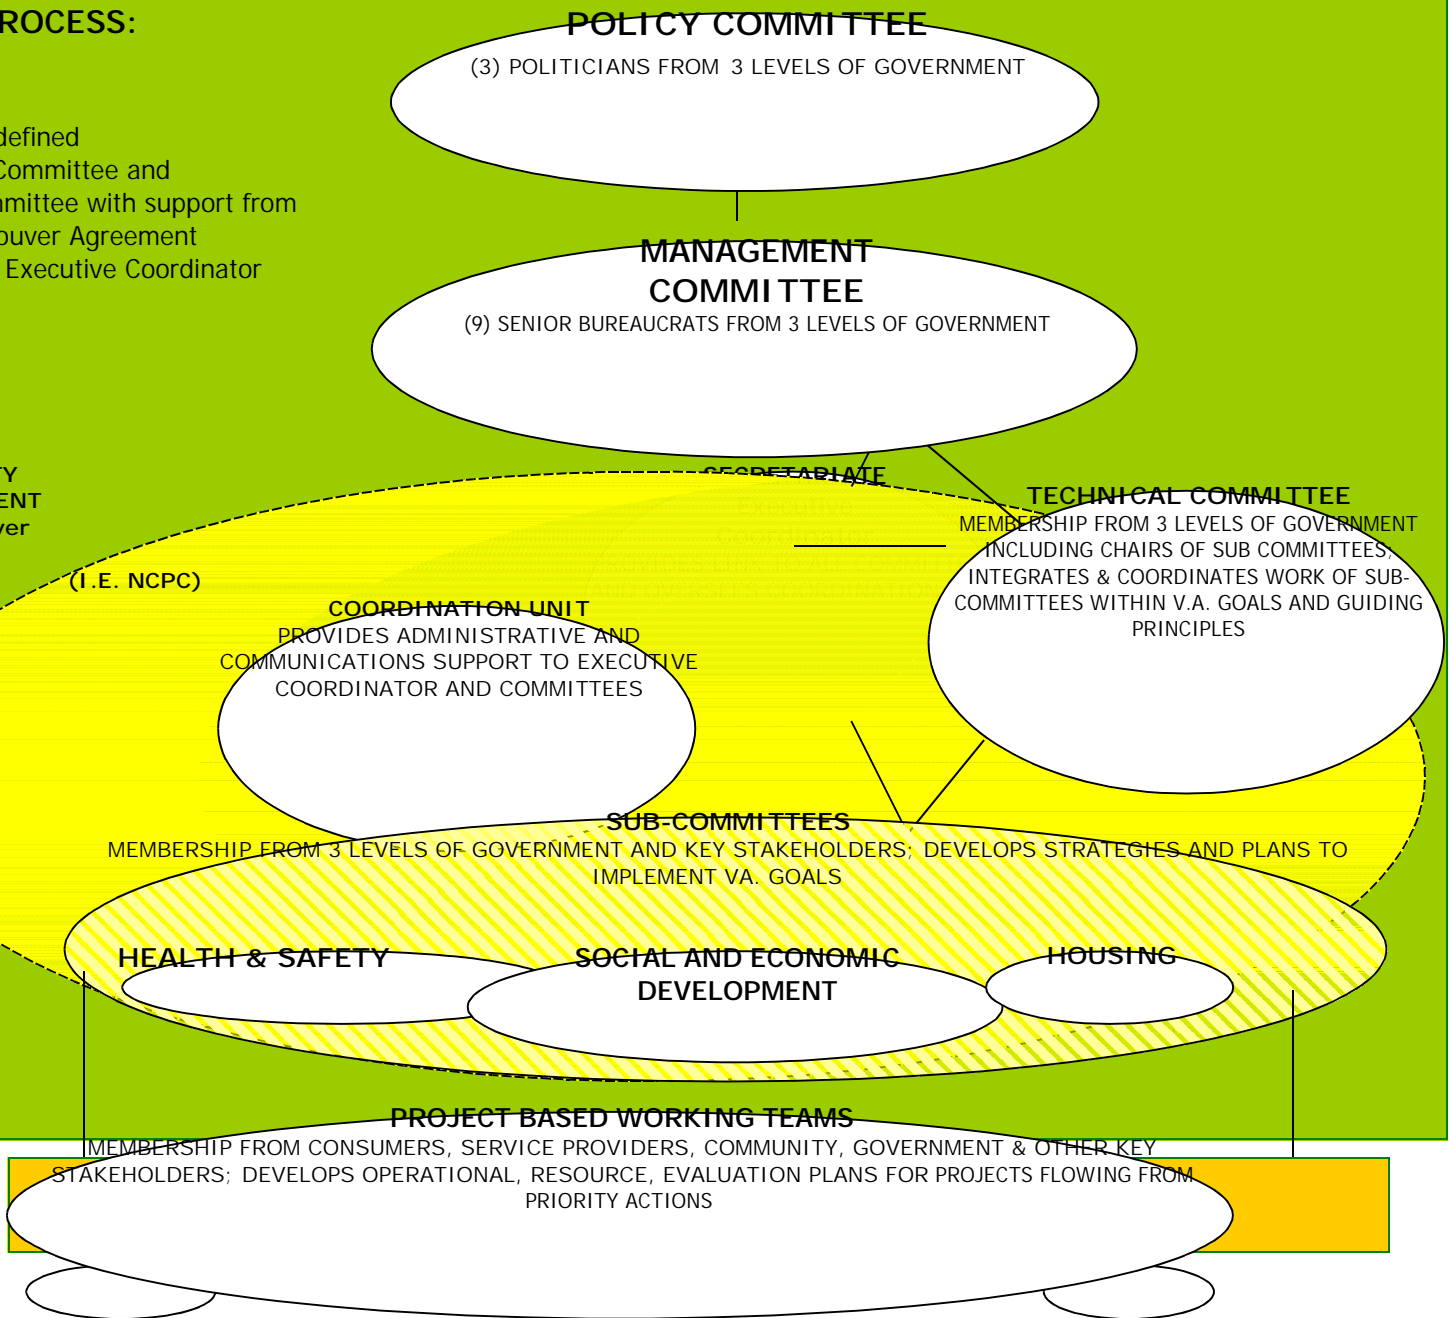 ROCESS:
defined
Committee and
mmittee with support from
ouver Agreement
Executive Coordinator
POLICY COMMITTEE
(3) POLITICIANS FROM 3 LEVELS OF GOVERNMENT
MANAGEMENT
COMMITTEE
(9) SENIOR BUREAUCRATS FROM 3 LEVELS OF GOVERNMENT
TY
ENT
ver
(I.E. NCPC)
SECRETARIATE
Executive
Coordinator
TECHNICAL COMMITTEE
MEMBERSHIP FROM 3 LEVELS OF GOVERNMENT
INCLUDING CHAIRS OF SUB COMMITTEES;
INTEGRATES & COORDINATES WORK OF SUB-
COMMITTEES WITHIN V.A. GOALS AND GUIDING
PRINCIPLES
COORDINATION UNIT
PROVIDES ADMINISTRATIVE AND
COMMUNICATIONS SUPPORT TO EXECUTIVE
COORDINATOR AND COMMITTEES
SUB-COMMITTEES
MEMBERSHIP FROM 3 LEVELS OF GOVERNMENT AND KEY STAKEHOLDERS; DEVELOPS STRATEGIES AND PLANS TO
IMPLEMENT VA. GOALS
HEALTH & SAFETY
SOCIAL AND ECONOMIC
DEVELOPMENT
HOUSING
PROJECT BASED WORKING TEAMS
MEMBERSHIP FROM CONSUMERS, SERVICE PROVIDERS, COMMUNITY, GOVERNMENT & OTHER KEY
STAKEHOLDERS; DEVELOPS OPERATIONAL, RESOURCE, EVALUATION PLANS FOR PROJECTS FLOWING FROM
PRIORITY ACTIONS